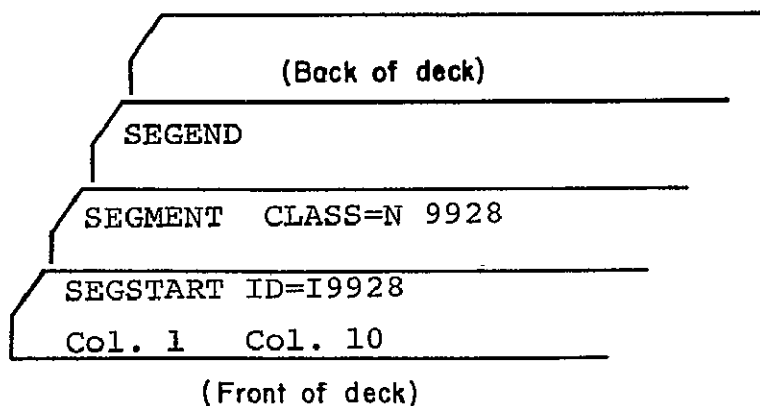 (Back of deck)
SEGEND
SEGMENT CLASS=N 9928
SEGSTART ID=I9928
Col. 1 Col. 10
(Front of deck)